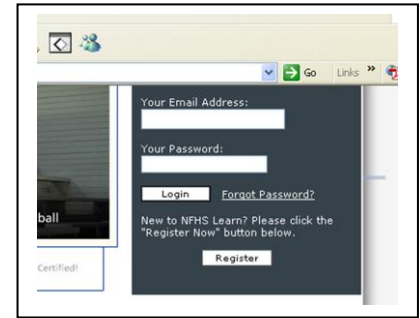 Go Links »
Your Email Address:
Your Password:
Login Forgot Password?
ball
New to NFHS Learn? Please click the
"Register Now" button below.
Register
Certified!